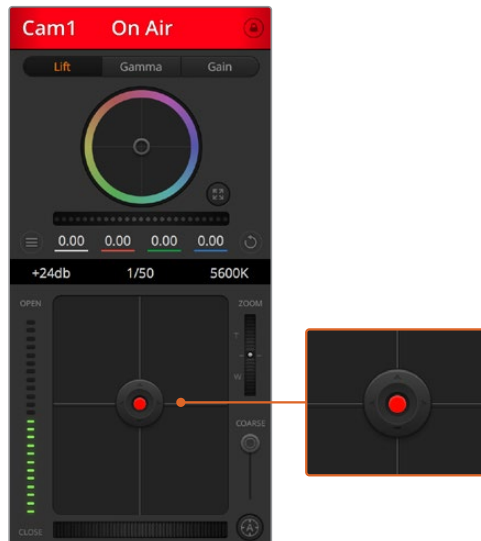 Cam1 On Air
Lift Gamma Gain
0.00 0.00 0.00 0.00
+24db 1/50 5600K
OPEN ZOOM
T
W
COARSE
CLOSE A